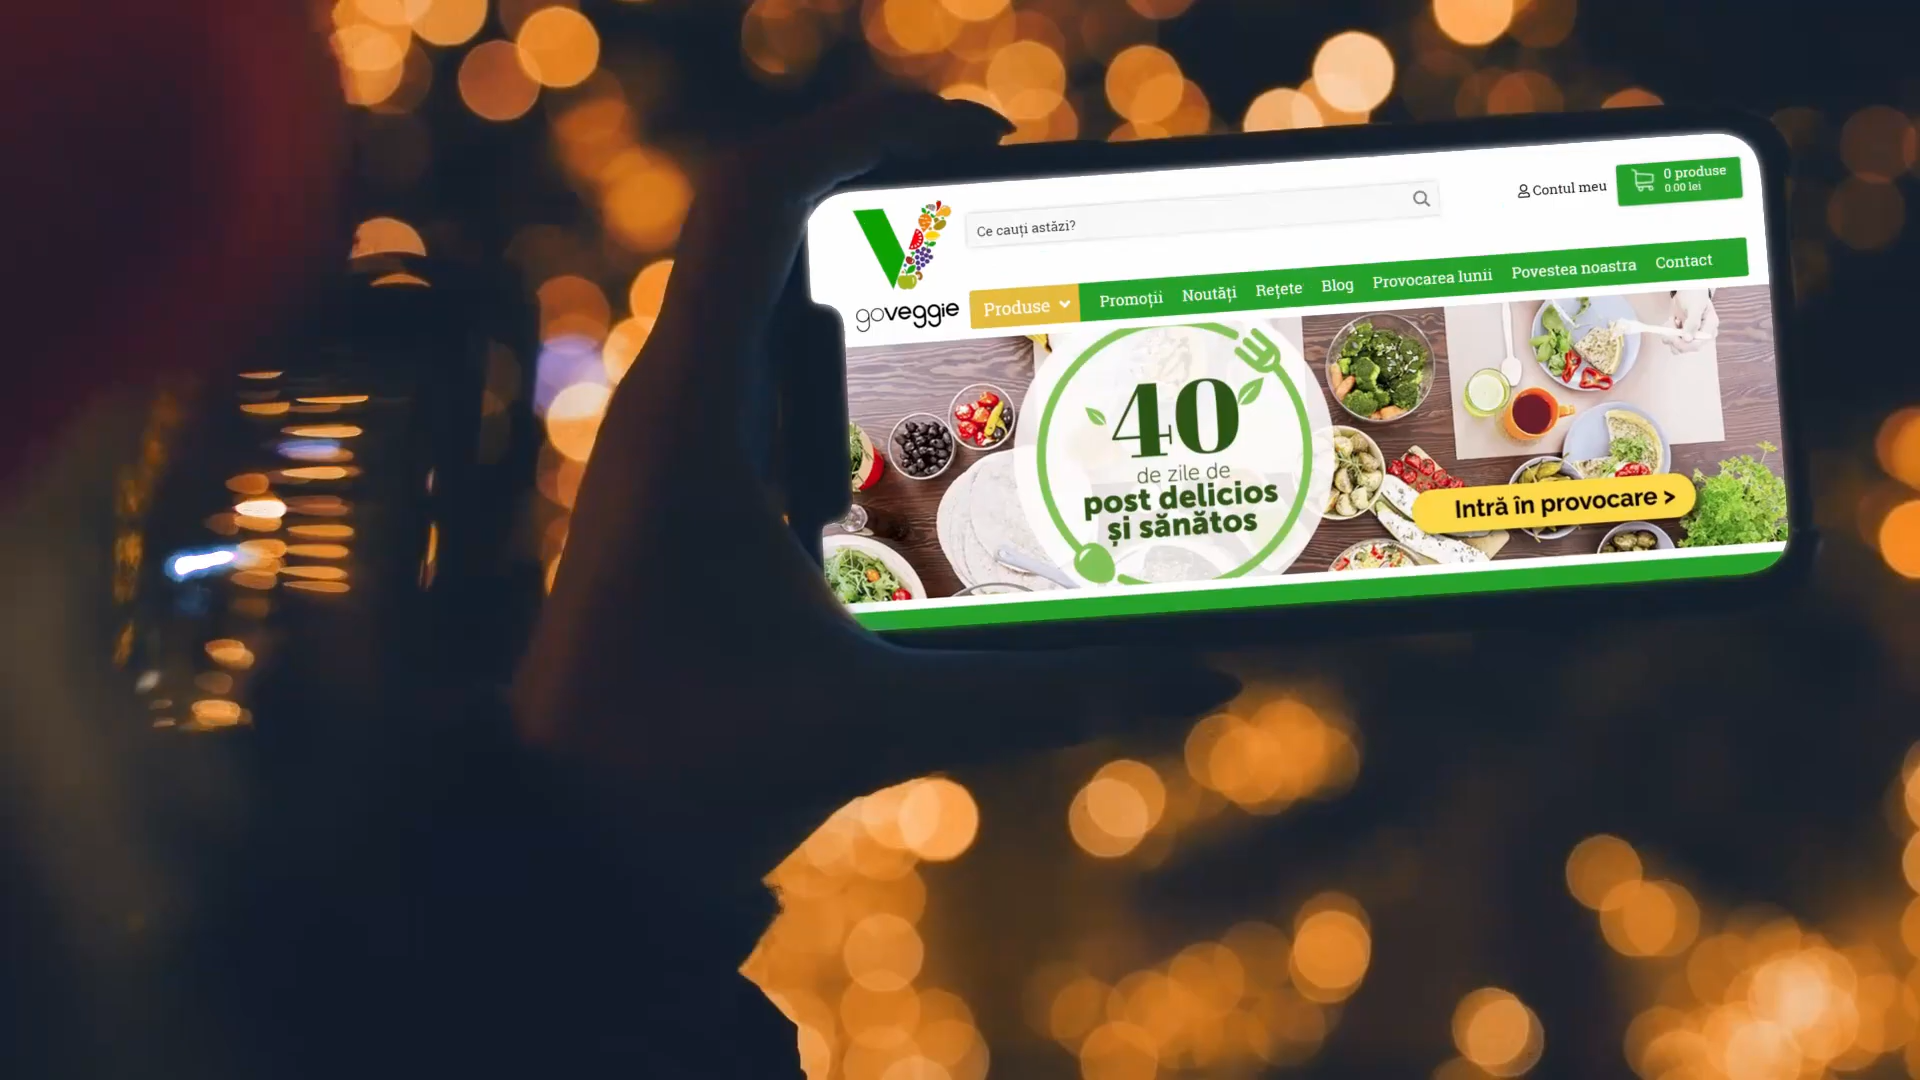 Ce cauți astăzi?
Contul meu
0 produse
0.00 lei
goveggie
Produse
Promoții
Noutăți
Rețete
Blog
Provocarea lunii
Povestea noastra
Contact
40
de zile de
post delicios
și sănătos
Intră în provocare >